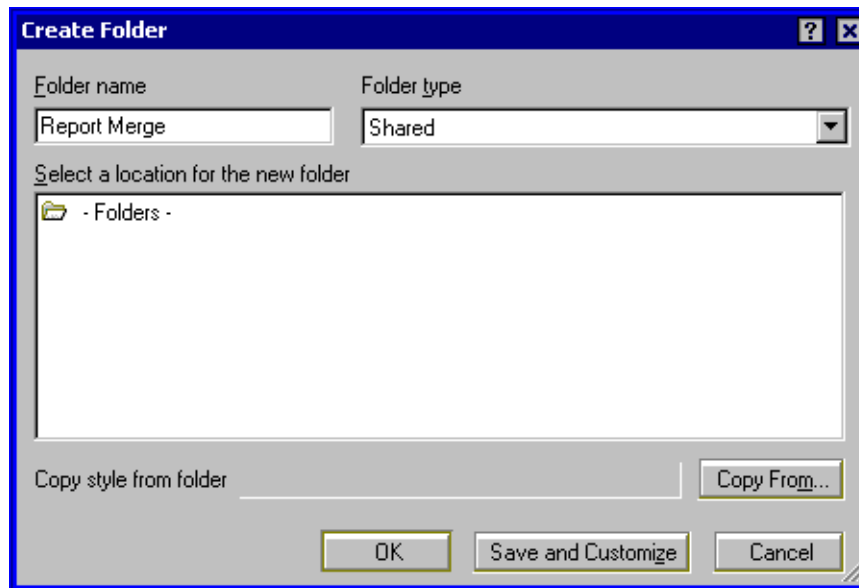 Create Folder
Folder name
Folder type
Report Merge
Shared
Select a location for the new folder
- Folders -
Copy style from folder
Copy From...
OK
Save and Customize
Cancel